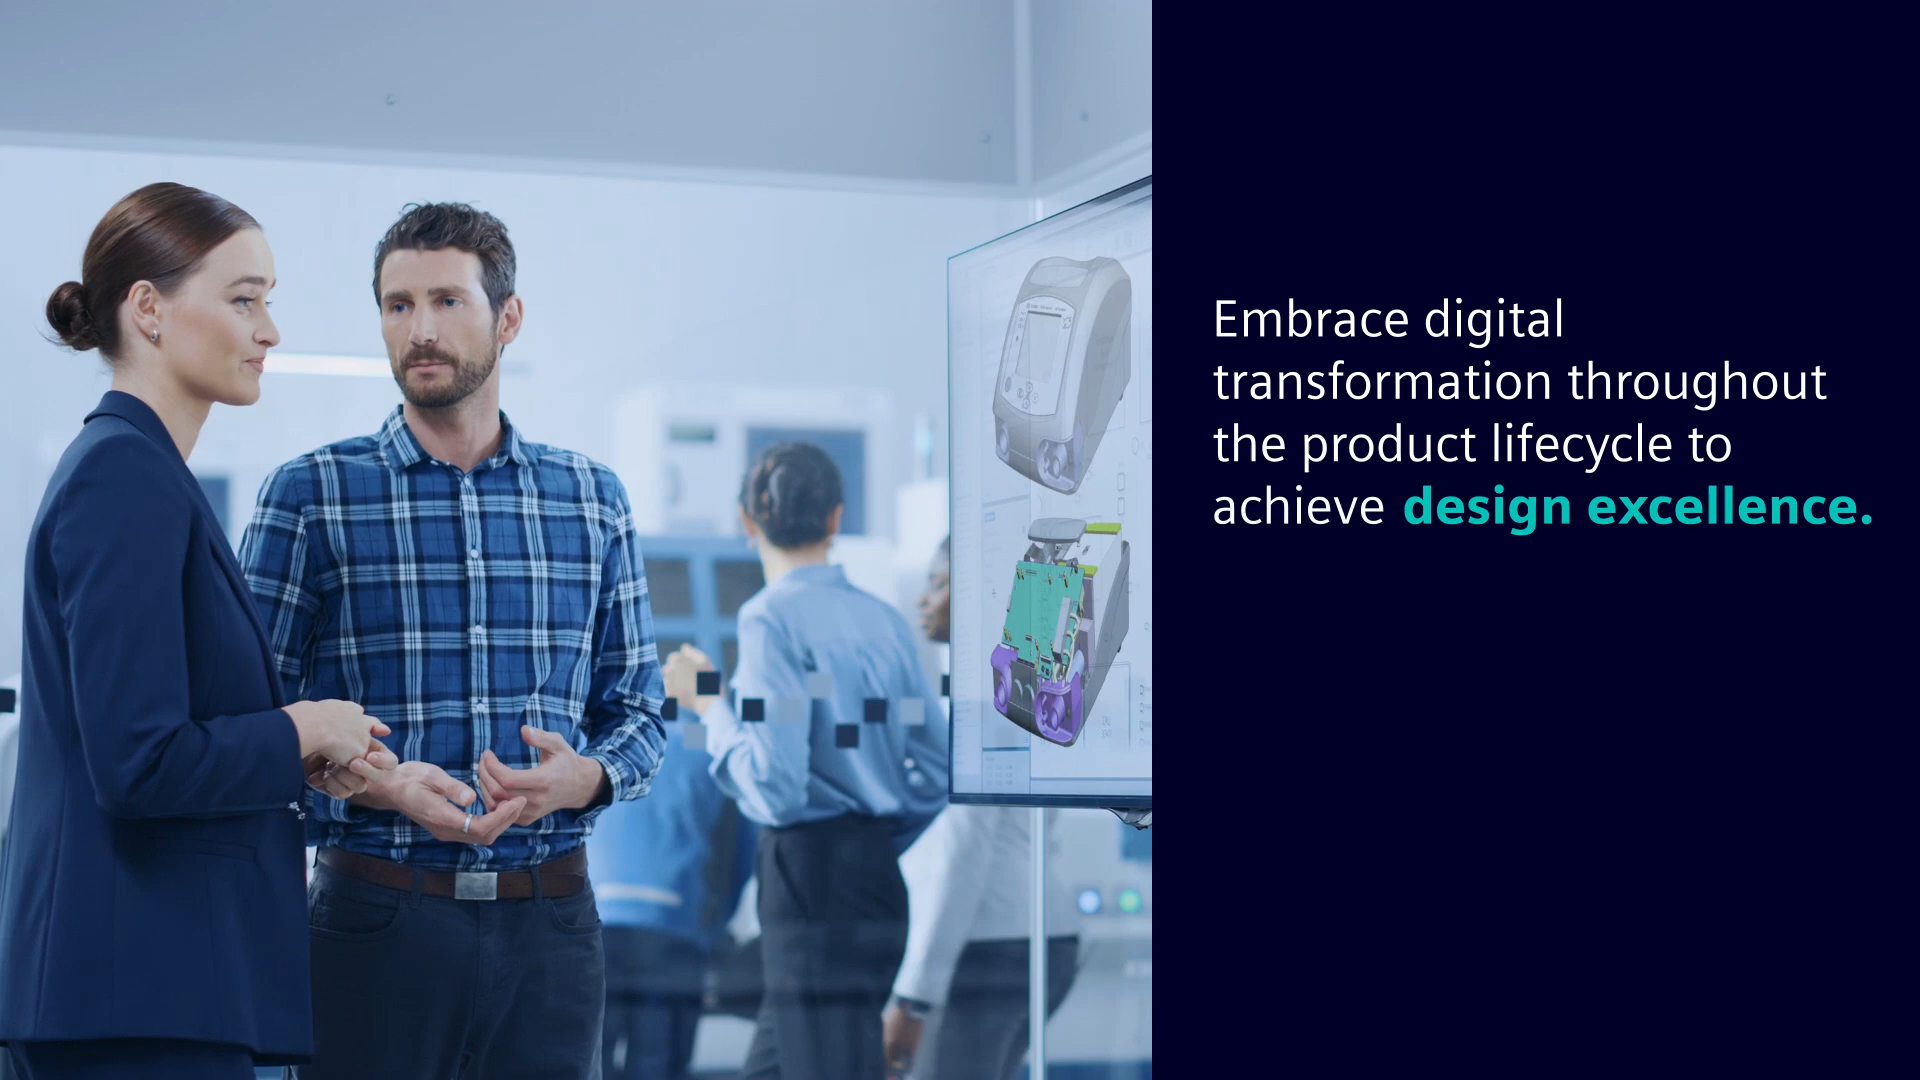 Embrace digital
transformation throughout
the product lifecycle to
achieve design excellence.